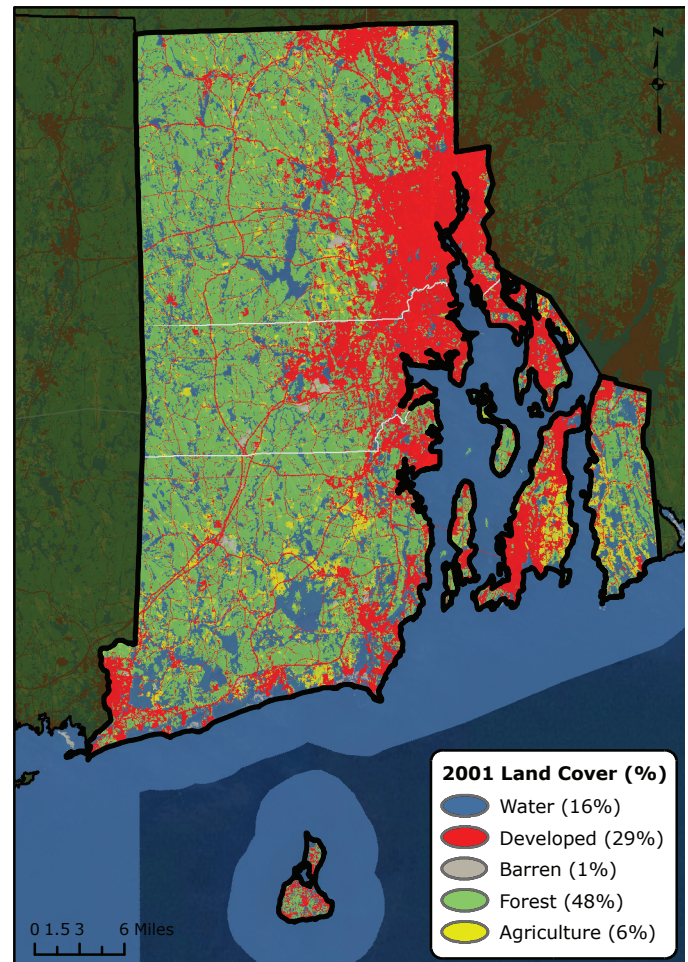 N
2001 Land Cover (%)
Water (16%)
Developed (29%)
Barren (1%)
Forest (48%)
Agriculture (6%)
0 1.5 3 6 Miles